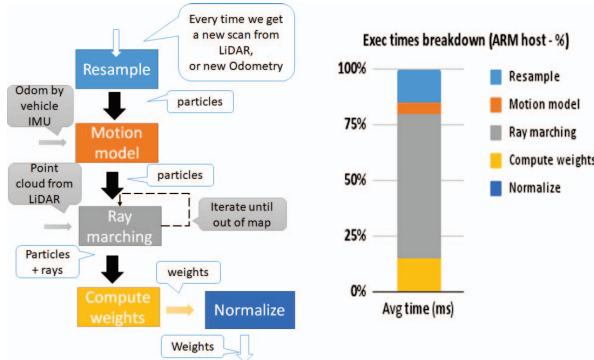 Every time we get
a new scan from
LiDAR,
or new Odometry
Resample
particles
Odom by
vehicle
IMU
Motion
model
particles
Point
cloud from
LiDAR
Ray
marching
Iterate until
out of map
Particles
+ rays
weights
Compute
weights
Normalize
Weights
Exec times breakdown (ARM host - %)
100%
75%
50%
25%
0%
Avg time (ms)
Resample
Motion model
Ray marching
Compute weights
Normalize